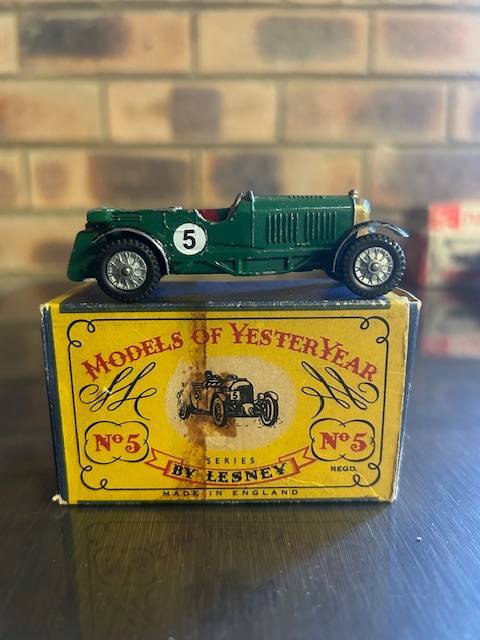 5
MODELS OF YESTERYEAR
5
Nº5
Nº5
SERIES
BY LESNEY
REGD.
MADE IN ENGLAND